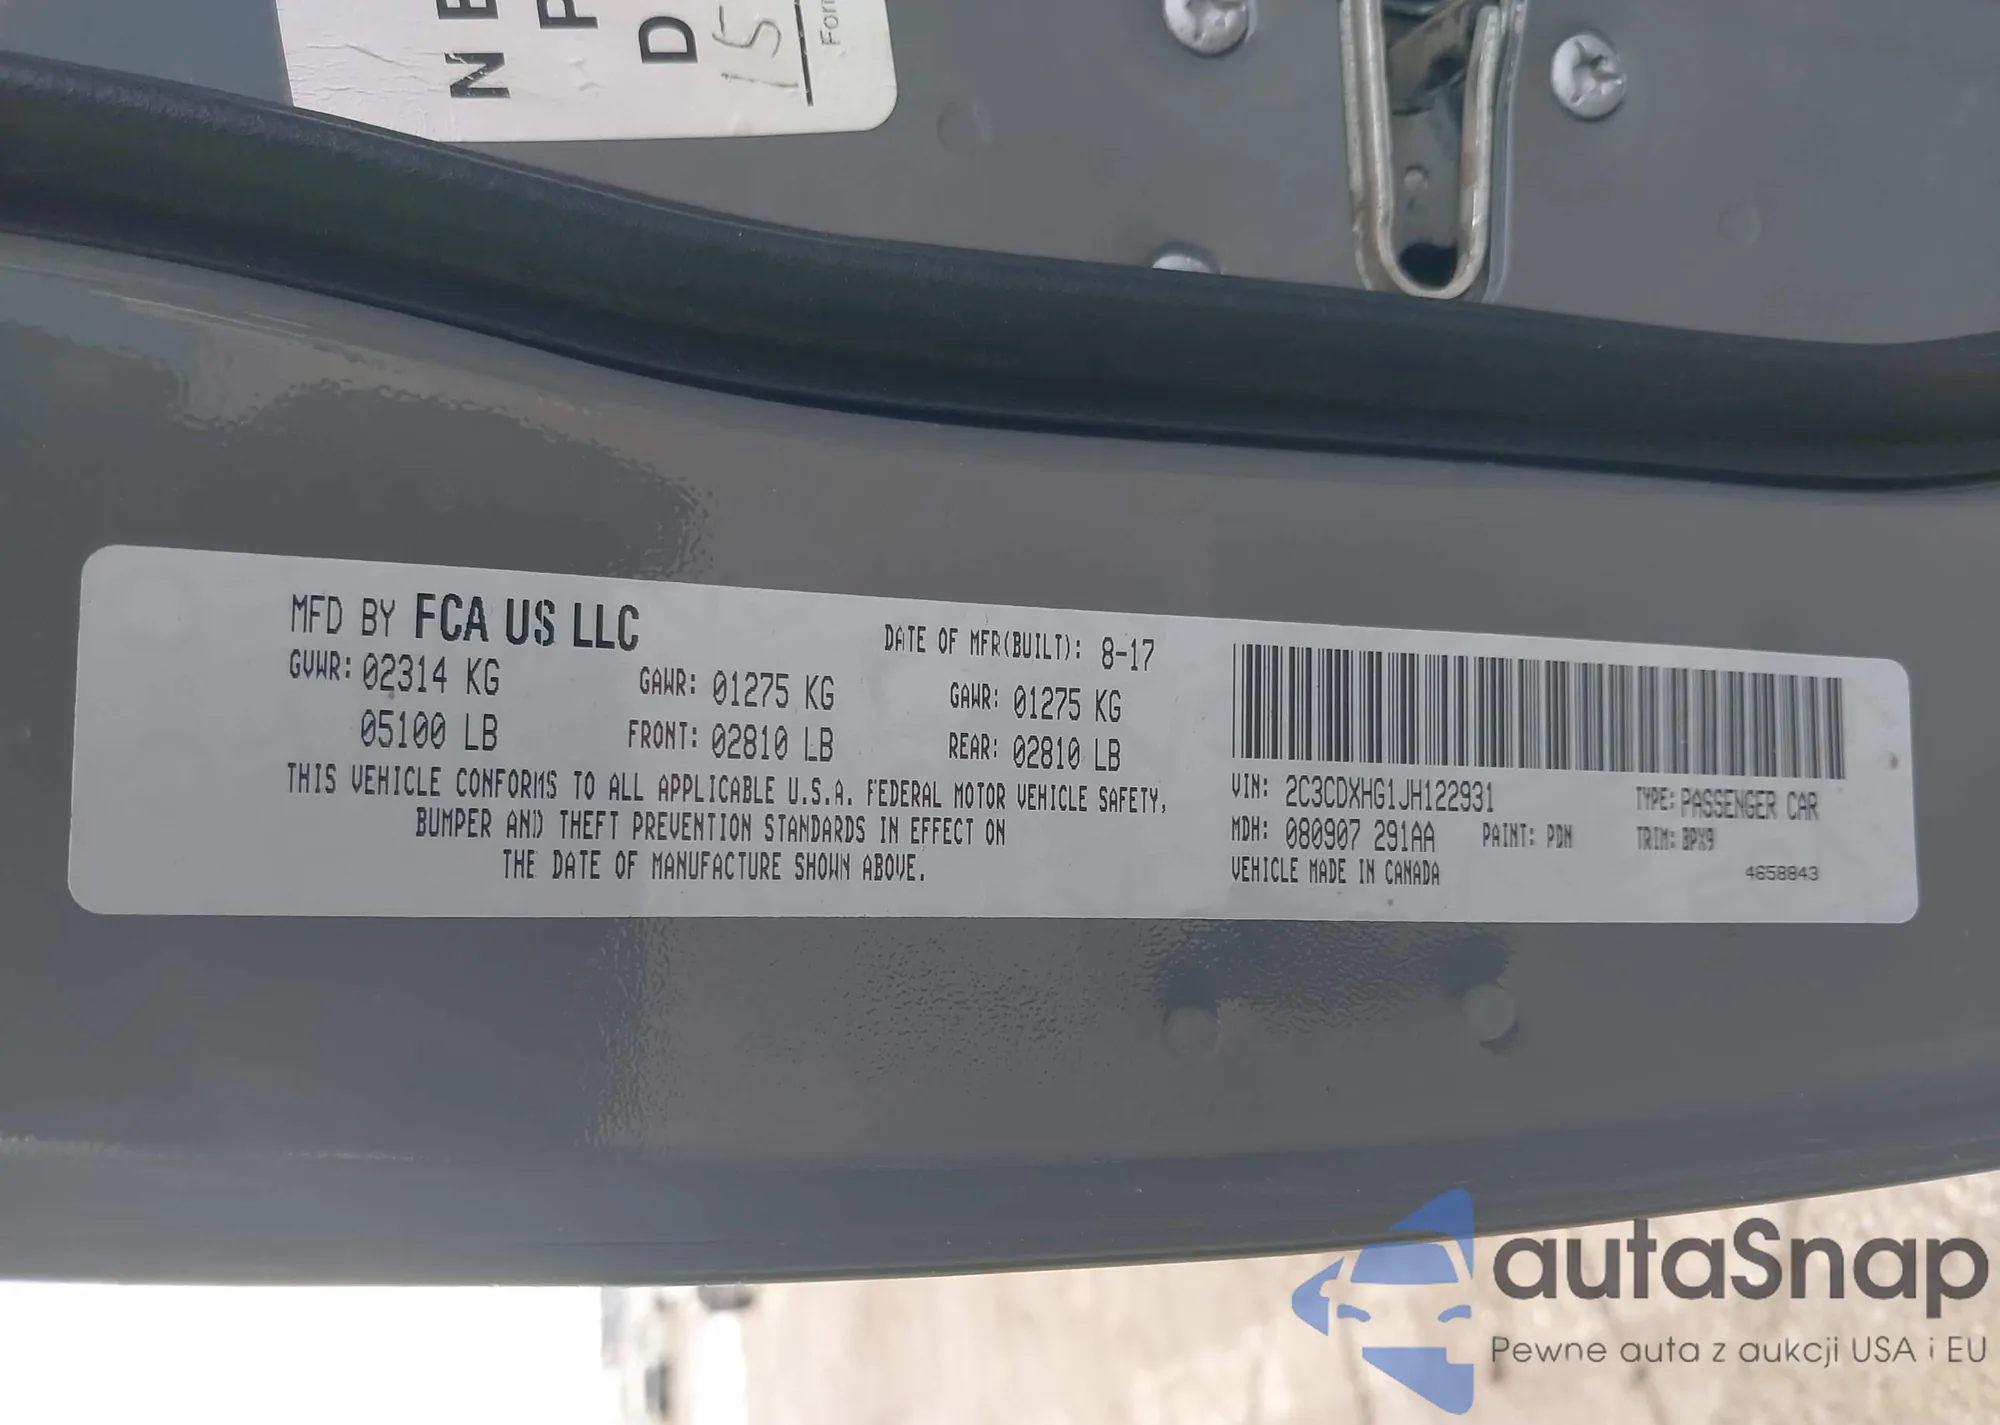 N E
P
D
15
For
MFD BY FCA US LLC
DATE OF MFR(BUILT): 8-17
GVWR: 02314 KG
GAWR: 01275 KG
GAWR: 01275 KG
05100 LB
FRONT: 02810 LB
REAR: 02810 LB
THIS VEHICLE CONFORMS TO ALL APPLICABLE U.S.A. FEDERAL MOTOR VEHICLE SAFETY,
BUMPER AND THEFT PREVENTION STANDARDS IN EFFECT ON
THE DATE OF MANUFACTURE SHOWN ABOVE.
VIN: 2C3CDXHG1JH122931
TYPE: PASSENGER CAR
MDH: 080907 291AA
PAINT: PDN
TRIM: BPX9
VEHICLE MADE IN CANADA
4658843
autaSnap
Pewne auta z aukcji USA i EU